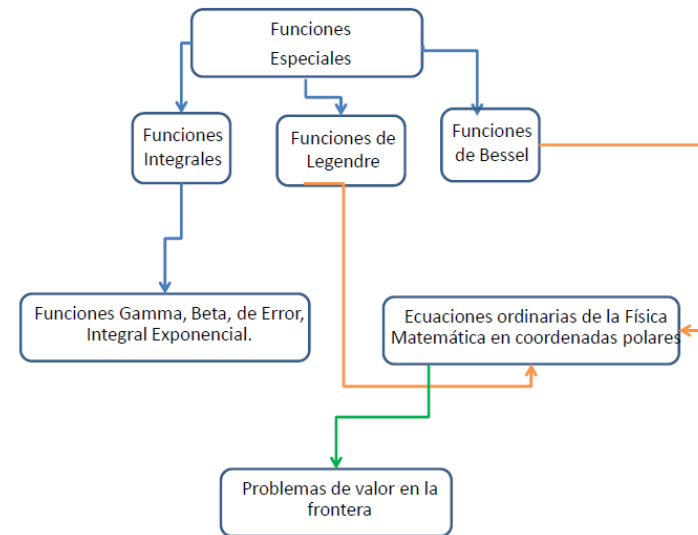 Funciones
Especiales
Funciones
Integrales
Funciones de
Legendre
Funciones
de Bessel
Funciones Gamma, Beta, de Error,
Integral Exponencial.
Ecuaciones ordinarias de la Física
Matemática en coordenadas polares
Problemas de valor en la
frontera